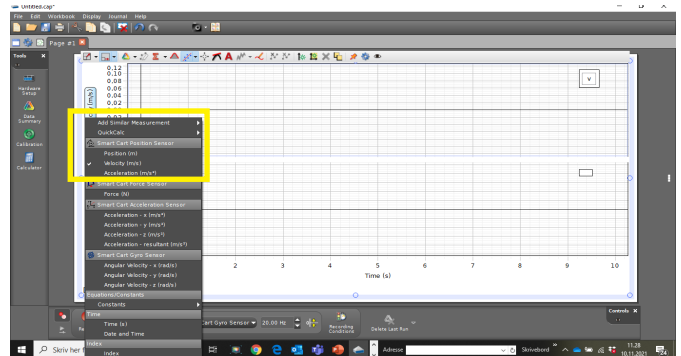 Untitled.cap*
File Edit Workbook Display Journal Help
Page #1
Tools
Hardware Setup
Data Summary
Calibration
Calculator
0.12
0.10
0.08
0.06
0.04
0.02
(m/s)
v
Add Similar Measurement
QuickCalc
Smart Cart Position Sensor
Position (m)
✓ Velocity (m/s)
Acceleration (m/s²)
Smart Cart Force Sensor
Force (N)
Smart Cart Acceleration Sensor
Acceleration - x (m/s²)
Acceleration - y (m/s²)
Acceleration - z (m/s²)
Acceleration - resultant (m/s²)
Smart Cart Gyro Sensor
Angular Velocity - x (rad/s)
Angular Velocity - y (rad/s)
Angular Velocity - z (rad/s)
Equations/Constants
Constants
Time
Time (s)
Date and Time
Index
Index
2 3 4 5 6 7 8 9 10
Time (s)
Controls
Cart Gyro Sensor 20.00 Hz
Recording Conditions
Delete Last Run
Skriv her
Adresse
Skrivebord
11.28
10.11.2021